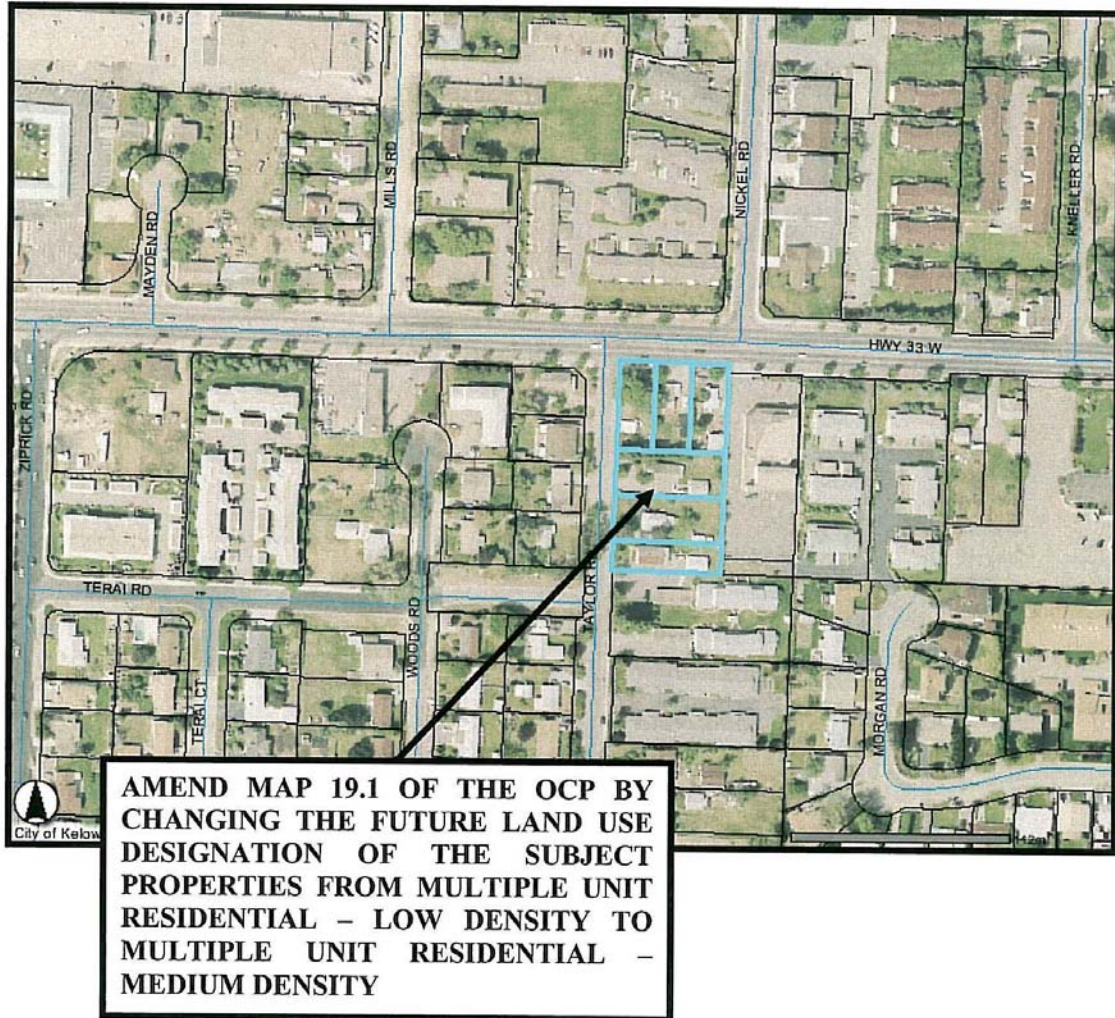 MAYDEN RD
MILLS RD
NICKEL RD
KNELLER RD
HWY 33 W
ZIPRICK RD
TERAI RD
TERAI CT
WOODS RD
TAYLOR
MORGAN RD
City of Kelow
AMEND MAP 19.1 OF THE OCP BY
CHANGING THE FUTURE LAND USE
DESIGNATION OF THE SUBJECT
PROPERTIES FROM MULTIPLE UNIT
RESIDENTIAL – LOW DENSITY TO
MULTIPLE UNIT RESIDENTIAL –
MEDIUM DENSITY